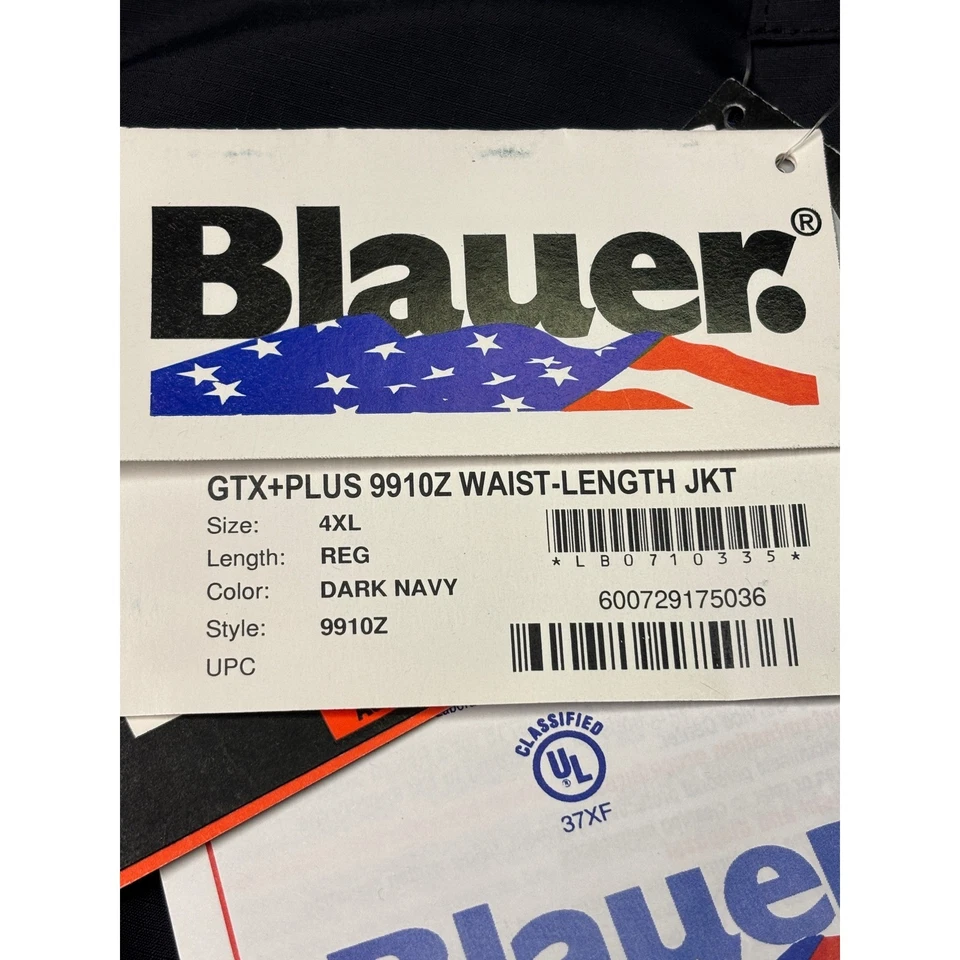 Blauer.®
GTX+PLUS 9910Z WAIST-LENGTH JKT
Size: 4XL
Length: REG
Color: DARK NAVY
Style: 9910Z
UPC
*LB0710335*
600729175036
CLASSIFIED
UL®
37XF
Blauer